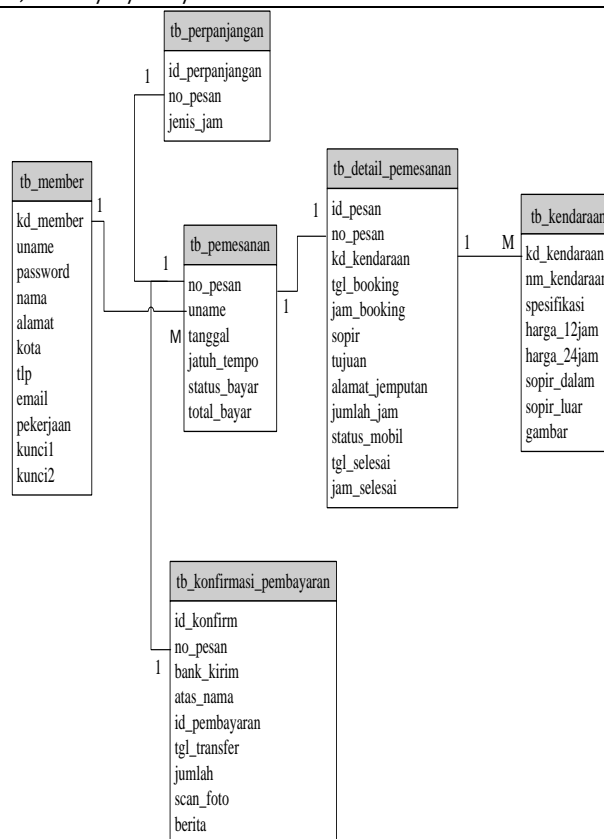 tb_perpanjangan
id_perpanjangan
no_pesan
jenis_jam
1
tb_member
kd_member
uname
password
nama
alamat
kota
tlp
email
pekerjaan
kunci1
kunci2
1
tb_pemesanan
no_pesan
uname
tanggal
jatuh_tempo
status_bayar
total_bayar
1
M
1
tb_detail_pemesanan
id_pesan
no_pesan
kd_kendaraan
tgl_booking
jam_booking
sopir
tujuan
alamat_jemputan
jumlah_jam
status_mobil
tgl_selesai
jam_selesai
1
1
M
tb_kendaraan
kd_kendaraan
nm_kendaraan
spesifikasi
harga_12jam
harga_24jam
sopir_dalam
sopir_luar
gambar
tb_konfirmasi_pembayaran
id_konfirm
no_pesan
bank_kirim
atas_nama
id_pembayaran
tgl_transfer
jumlah
scan_foto
berita
1